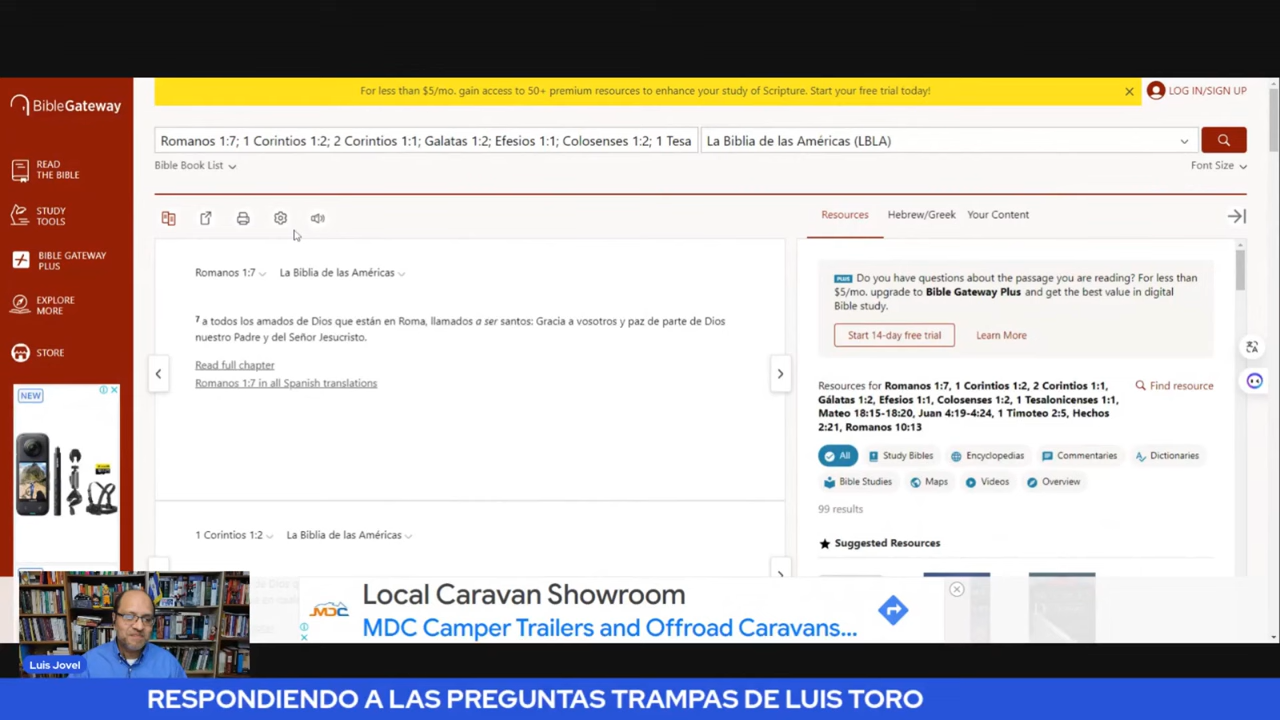 For less than $5/mo. gain access to 50+ premium resources to enhance your study of Scripture. Start your free trial today!
LOG IN/SIGN UP
BibleGateway
Romanos 1:7; 1 Corintios 1:2; 2 Corintios 1:1; Galatas 1:2; Efesios 1:1; Colosenses 1:2; 1 Tesa
La Biblia de las Américas (LBLA)
Bible Book List
Font Size
READ
THE BIBLE
STUDY
TOOLS
BIBLE GATEWAY
PLUS
EXPLORE
MORE
STORE
NEW
Resources
Hebrew/Greek
Your Content
Romanos 1:7
La Biblia de las Américas
7 a todos los amados de Dios que están en Roma, llamados a ser santos: Gracia a vosotros y paz de parte de Dios
nuestro Padre y del Señor Jesucristo.
Read full chapter
Romanos 1:7 in all Spanish translations
1 Corintios 1:2
La Biblia de las Américas
PLUS Do you have questions about the passage you are reading? For less than
$5/mo. upgrade to Bible Gateway Plus and get the best value in digital
Bible study.
Start 14-day free trial
Learn More
Resources for Romanos 1:7, 1 Corintios 1:2, 2 Corintios 1:1,
Gálatas 1:2, Efesios 1:1, Colosenses 1:2, 1 Tesalonicenses 1:1,
Mateo 18:15-18:20, Juan 4:19-4:24, 1 Timoteo 2:5, Hechos
2:21, Romanos 10:13
Find resource
All
Study Bibles
Encyclopedias
Commentaries
Dictionaries
Bible Studies
Maps
Videos
Overview
99 results
Suggested Resources
MDC
Local Caravan Showroom
MDC Camper Trailers and Offroad Caravans...
Luis Jovel
RESPONDIENDO A LAS PREGUNTAS TRAMPAS DE LUIS TORO